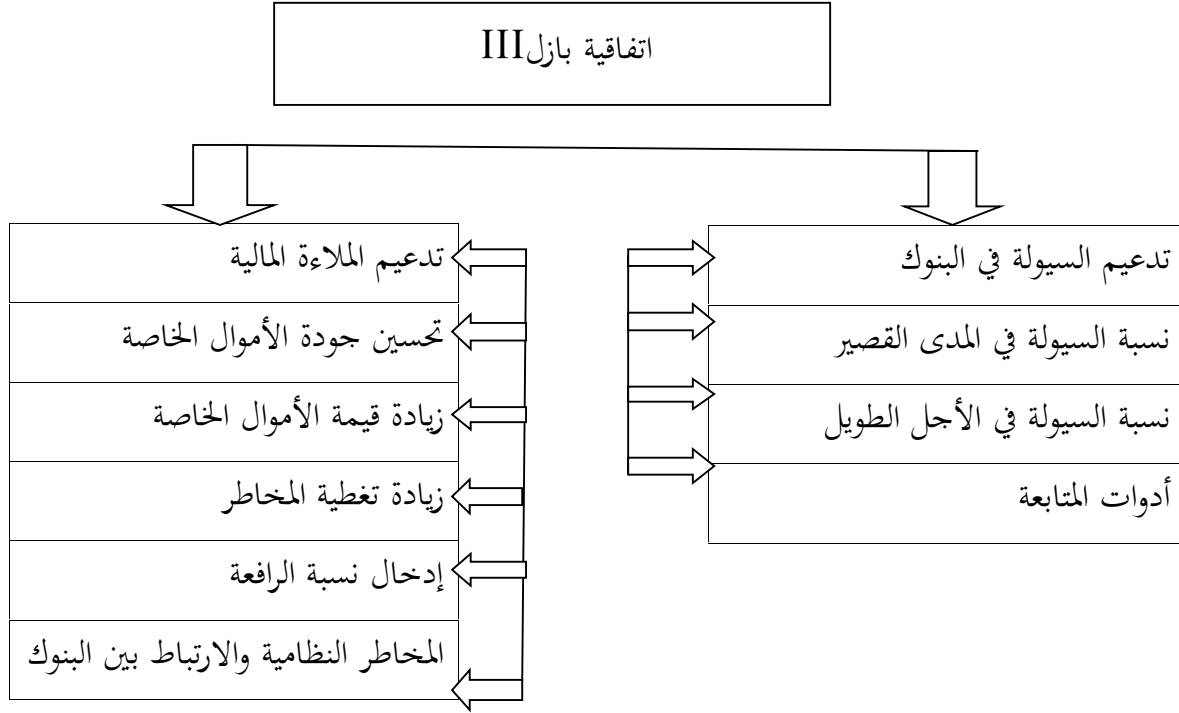 اتفاقية بازلIII
تدعيم السيولة في البنوك
نسبة السيولة في المدى القصير
نسبة السيولة في الأجل الطويل
أدوات المتابعة
تدعيم الملاءة المالية
تحسين جودة الأموال الخاصة
زيادة قيمة الأموال الخاصة
زيادة تغطية المخاطر
إدخال نسبة الرافعة
المخاطر النظامية والارتباط بين البنوك